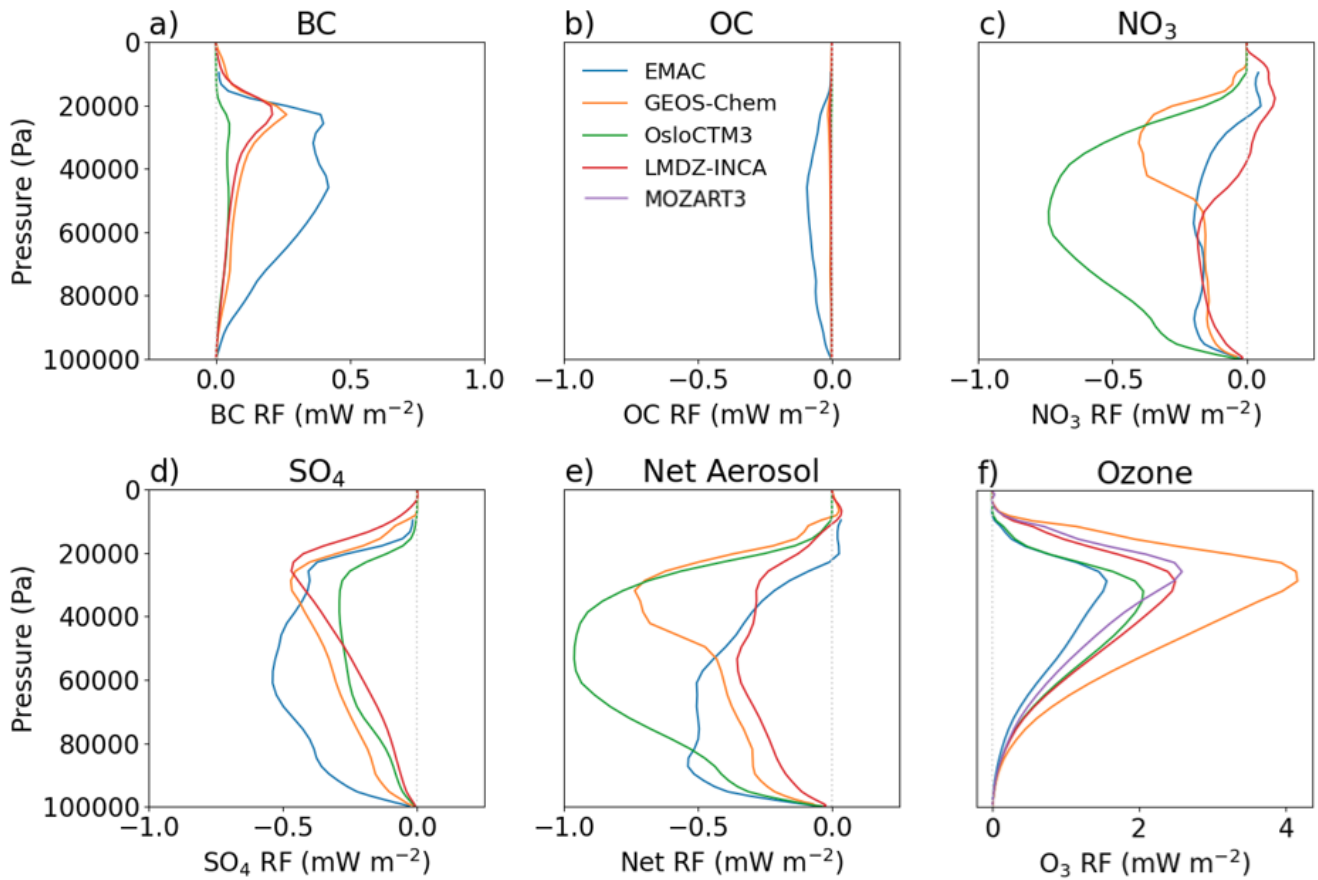 a) BC
0
20000
40000
60000
80000
100000
Pressure (Pa)
0.0 0.5 1.0
BC RF (mW m⁻²)
b) OC
EMAC
GEOS-Chem
OsloCTM3
LMDZ-INCA
MOZART3
−1.0 −0.5 0.0
OC RF (mW m⁻²)
c) NO₃
−1.0 −0.5 0.0
NO₃ RF (mW m⁻²)
d) SO₄
0
20000
40000
60000
80000
100000
Pressure (Pa)
−1.0 −0.5 0.0
SO₄ RF (mW m⁻²)
e) Net Aerosol
−1.0 −0.5 0.0
Net RF (mW m⁻²)
f) Ozone
0 2 4
O₃ RF (mW m⁻²)